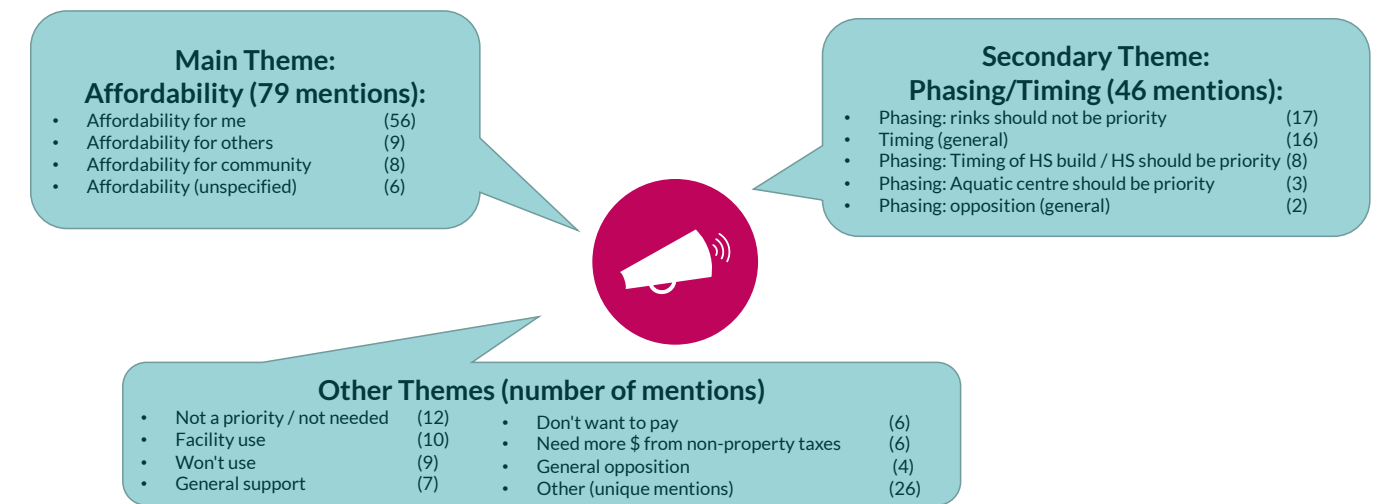 Main Theme:
Affordability (79 mentions):
• Affordability for me (56)
• Affordability for others (9)
• Affordability for community (8)
• Affordability (unspecified) (6)
Secondary Theme:
Phasing/Timing (46 mentions):
• Phasing: rinks should not be priority (17)
• Timing (general) (16)
• Phasing: Timing of HS build / HS should be priority (8)
• Phasing: Aquatic centre should be priority (3)
• Phasing: opposition (general) (2)
Other Themes (number of mentions)
• Not a priority / not needed (12)
• Facility use (10)
• Won't use (9)
• General support (7)
• Don't want to pay (6)
• Need more $ from non-property taxes (6)
• General opposition (4)
• Other (unique mentions) (26)